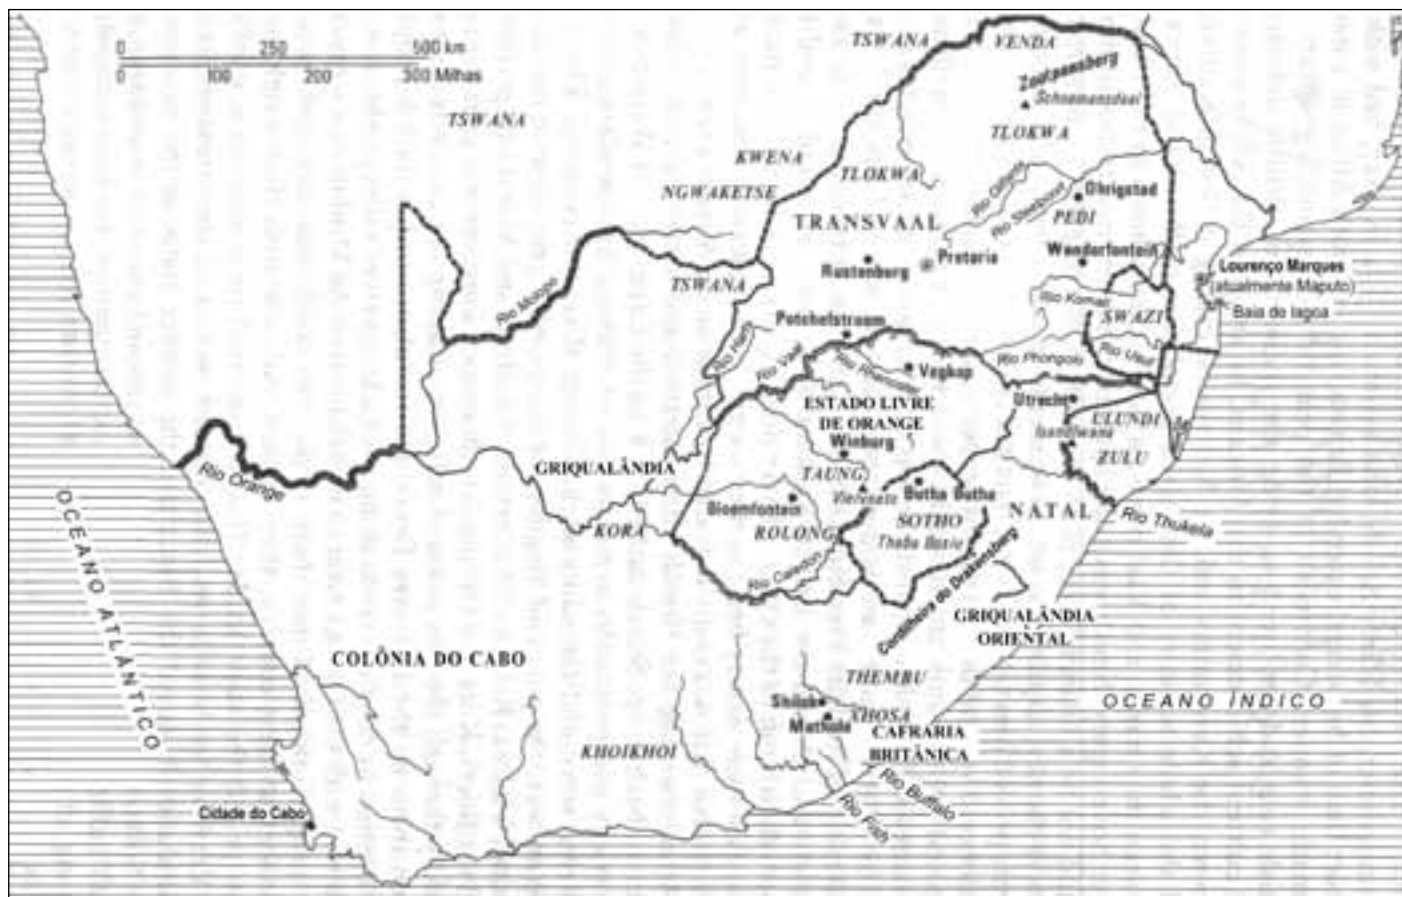 0 250 500 km
100 200 300 Milhas
TSWANA
VENDA
Zoutpansberg
Schoemansdaal
TLOKWA
TSWANA
KWENA
NGWAKETSE
TLOKWA
Rio Olifants
Rio Steelpoort
Ohrigstad
PEDI
TRANSVAAL
Rustenburg
Pretoria
Wonderfontein
Lourenço Marques
(atualmente Maputo)
Baia de lagoa
TSWANA
Rio Molopo
Rio Komati
SWAZI
Rio Usut
Rio Phongolo
Potchefstroom
Rio Harts
Rio Vaal
Rio Rhenoster
Vegkop
Utrecht
ULUNDI
Isandlwana
ZULU
ESTADO LIVRE
DE ORANGE
Winburg
GRIQUALÂNDIA
TAUNG
Viervoets
Butha Buthe
Rio Orange
Bloemfontein
ROLONG
SOTHO
Thaba Bosiu
NATAL
Rio Thukela
KORA
Rio Caledon
Cordilheira do Drakensberg
GRIQUALÂNDIA
ORIENTAL
OCEANO ATLÂNTICO
COLÔNIA DO CABO
THEMBU
OCEANO ÍNDICO
Shiloh
Mathole
XHOSA
CAFRARIA
BRITÂNICA
KHOIKHOI
Rio Buffalo
Rio Fish
Cidade do Cabo